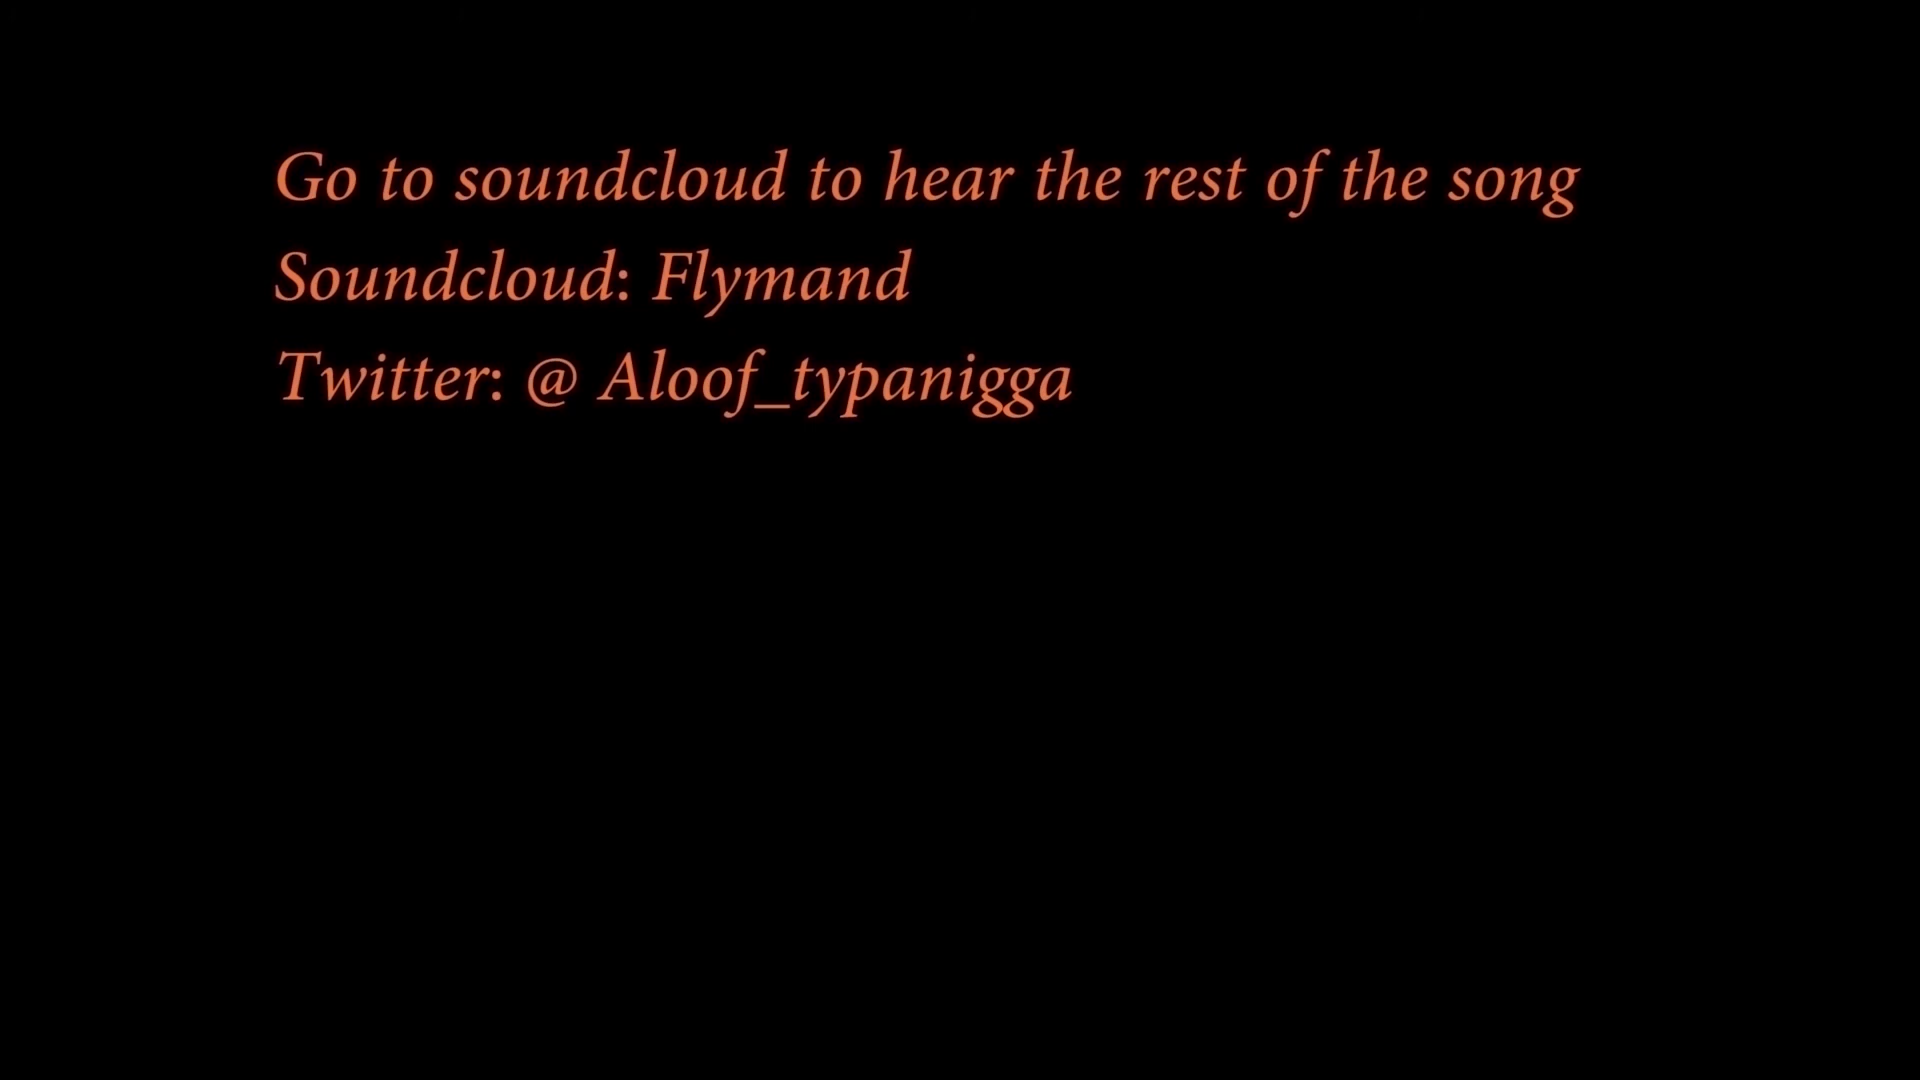 Go to soundcloud to hear the rest of the song
Soundcloud: Flymand
Twitter: @ Aloof_typanigga